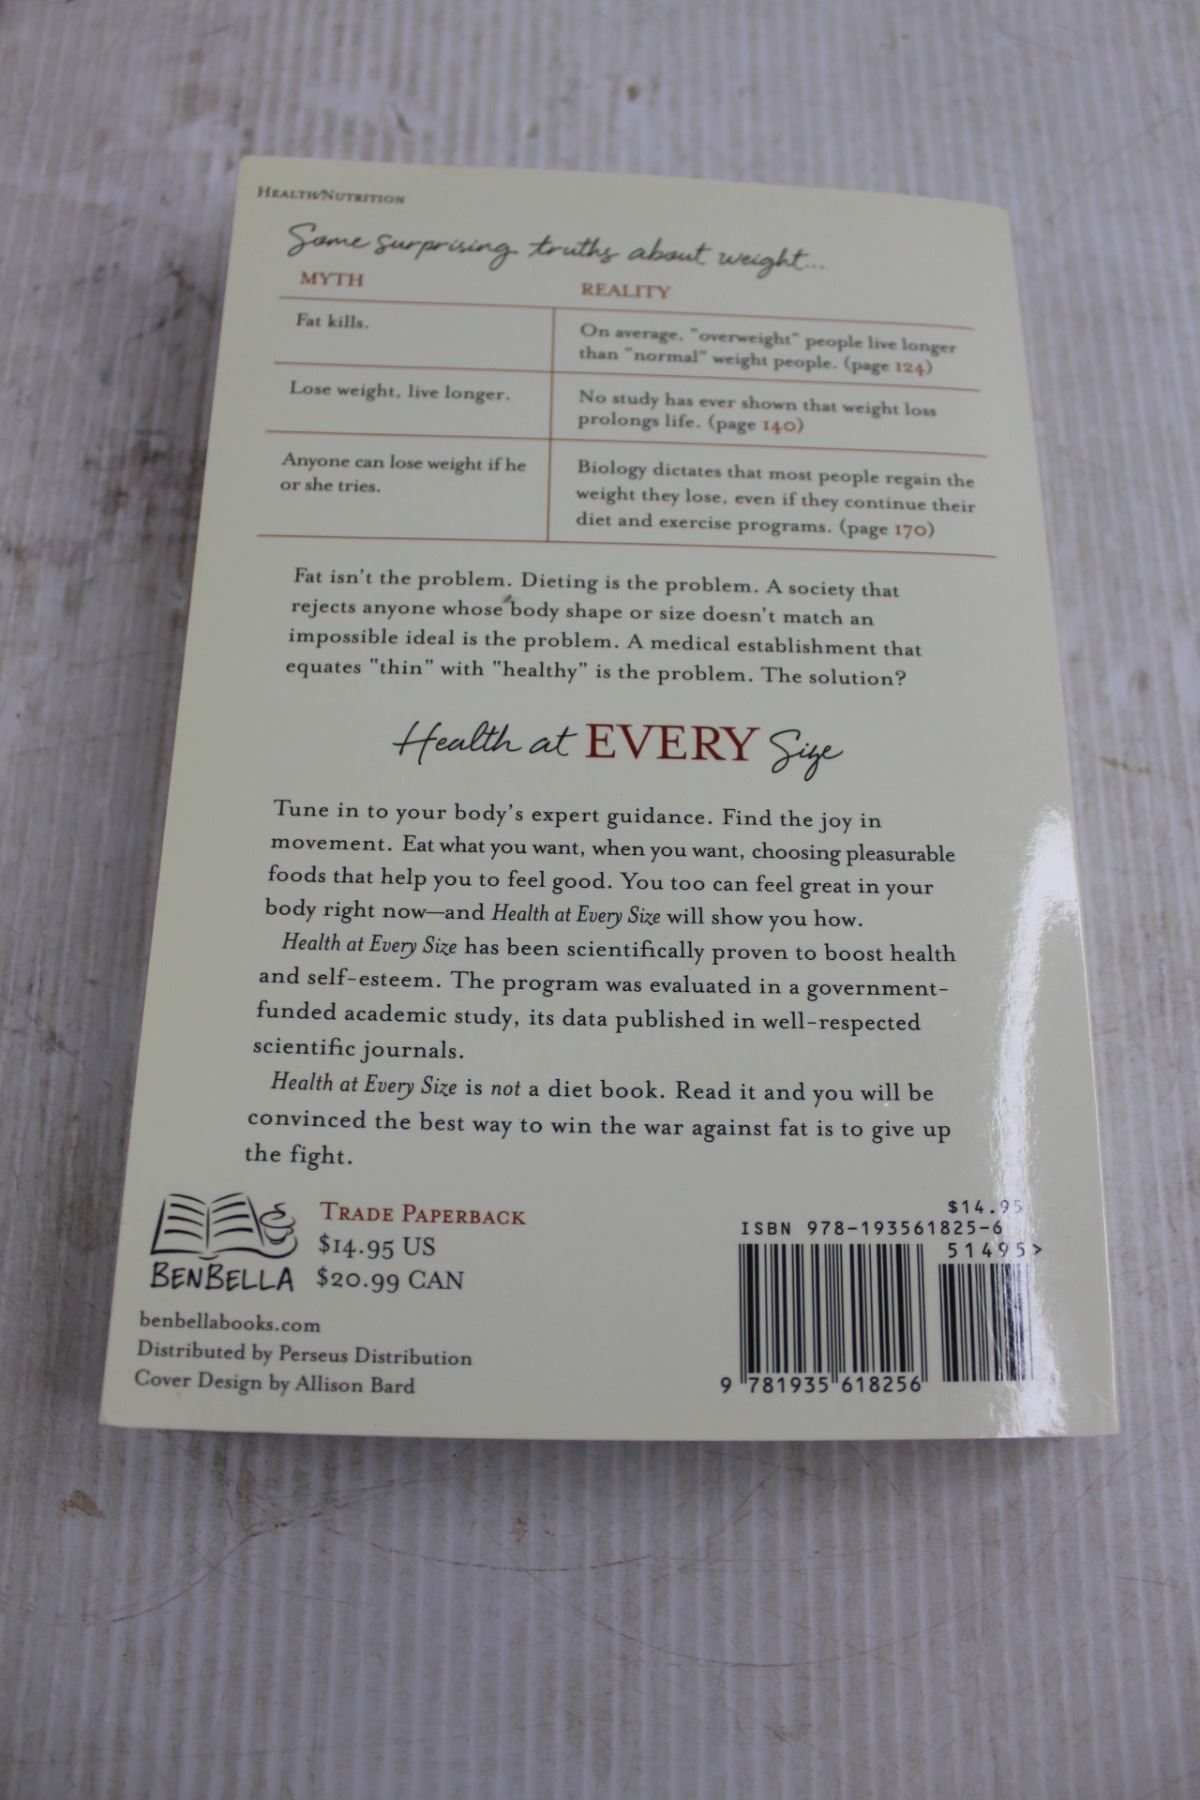 HEALTH/NUTRITION
Some surprising truths about weight...
MYTH
REALITY
Fat kills.
On average, "overweight" people live longer
than "normal" weight people. (page 124)
Lose weight, live longer.
No study has ever shown that weight loss
prolongs life. (page 140)
Anyone can lose weight if he
or she tries.
Biology dictates that most people regain the
weight they lose, even if they continue their
diet and exercise programs. (page 170)
Fat isn't the problem. Dieting is the problem. A society that
rejects anyone whose body shape or size doesn't match an
impossible ideal is the problem. A medical establishment that
equates "thin" with "healthy" is the problem. The solution?
Health at EVERY Size
Tune in to your body's expert guidance. Find the joy in
movement. Eat what you want, when you want, choosing pleasurable
foods that help you to feel good. You too can feel great in your
body right now—and Health at Every Size will show you how.
Health at Every Size has been scientifically proven to boost health
and self-esteem. The program was evaluated in a government-
funded academic study, its data published in well-respected
scientific journals.
Health at Every Size is not a diet book. Read it and you will be
convinced the best way to win the war against fat is to give up
the fight.
BENBELLA
TRADE PAPERBACK
$14.95 US
$20.99 CAN
benbellabooks.com
Distributed by Perseus Distribution
Cover Design by Allison Bard
$14.95
ISBN 978-193561825-6
51495>
9 781935 618256